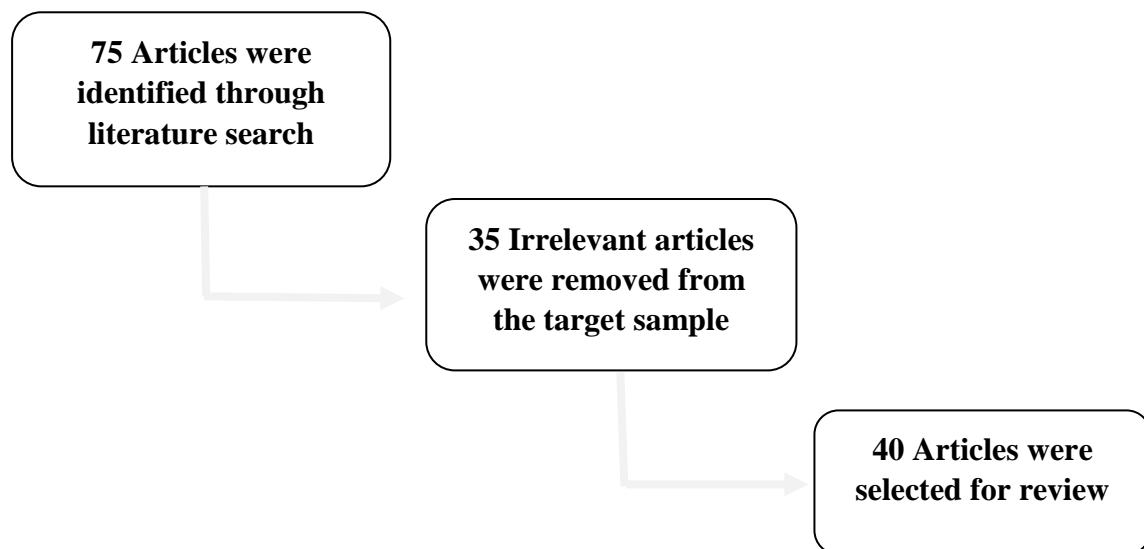 75 Articles were
identified through
literature search
35 Irrelevant articles
were removed from
the target sample
40 Articles were
selected for review